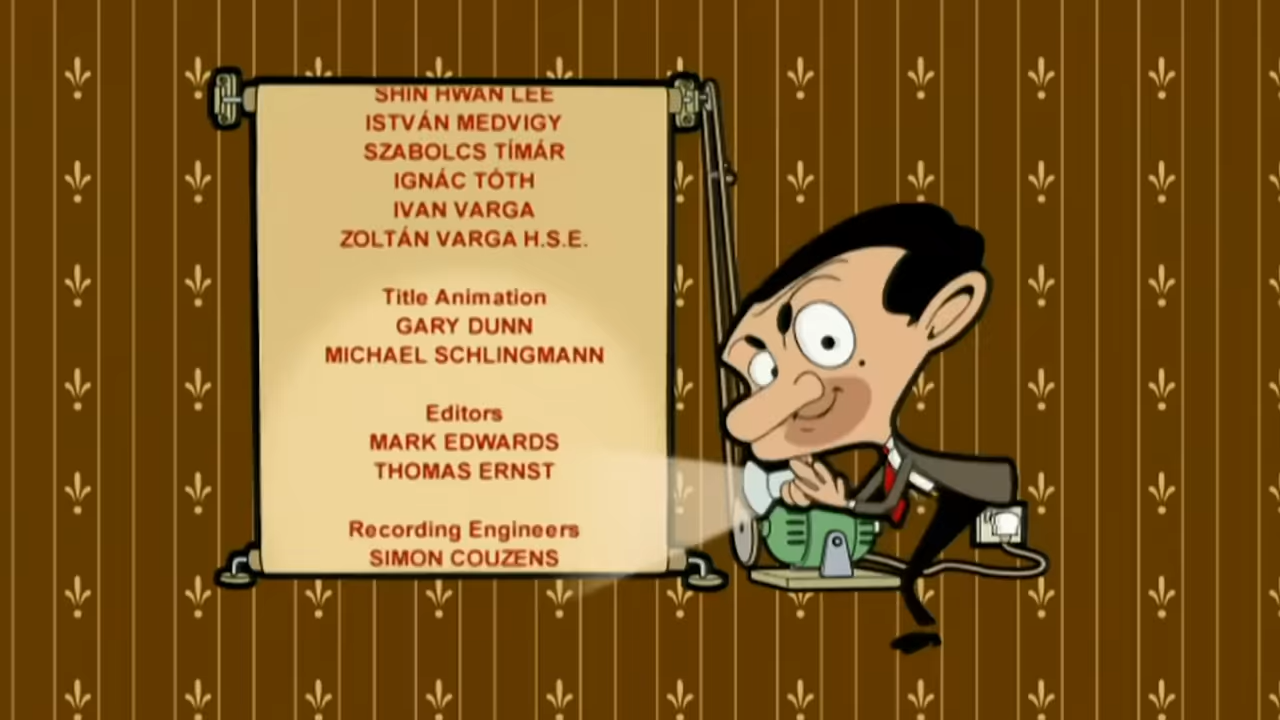 SHIN HWAN LEE
ISTVÁN MEDVIGY
SZABOLCS TÍMÁR
IGNÁC TÓTH
IVAN VARGA
ZOLTÁN VARGA H.S.E.
Title Animation
GARY DUNN
MICHAEL SCHLINGMANN
Editors
MARK EDWARDS
THOMAS ERNST
Recording Engineers
SIMON COUZENS